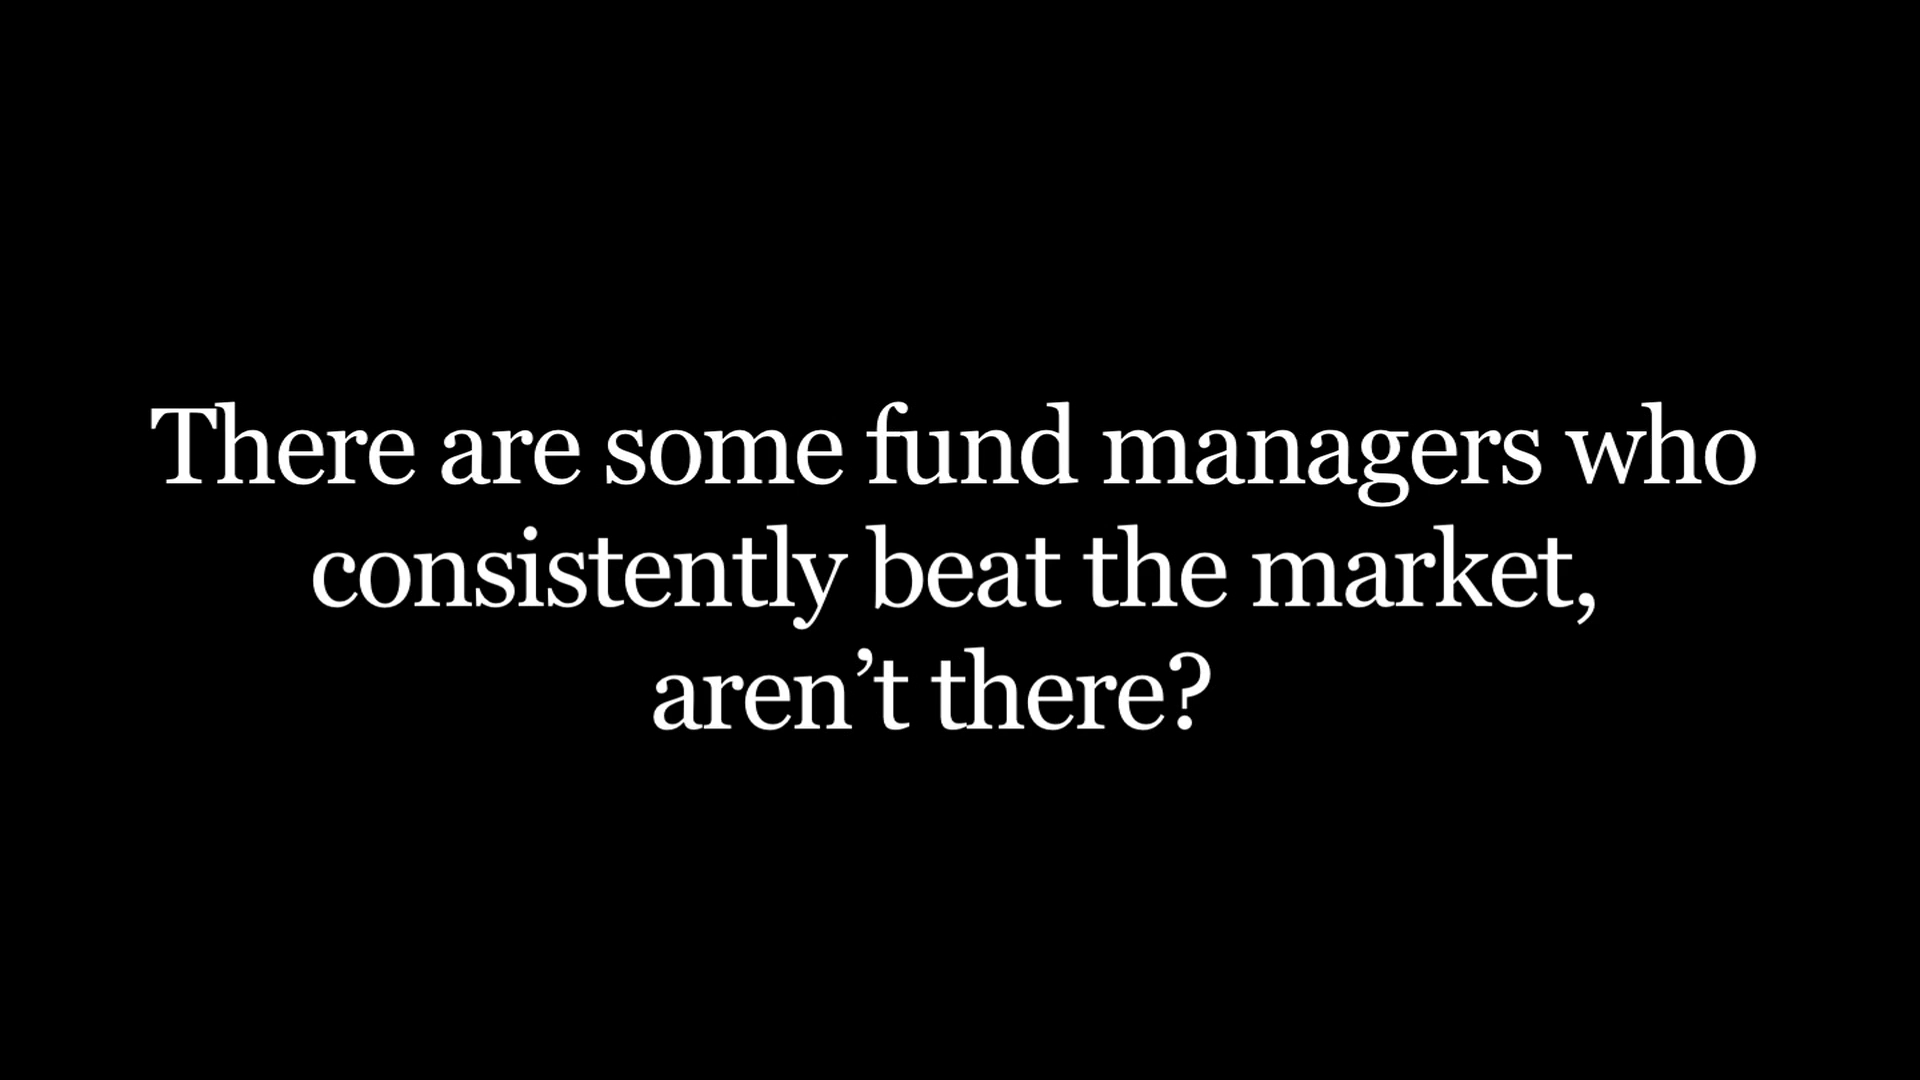 There are some fund managers who
consistently beat the market,
aren’t there?